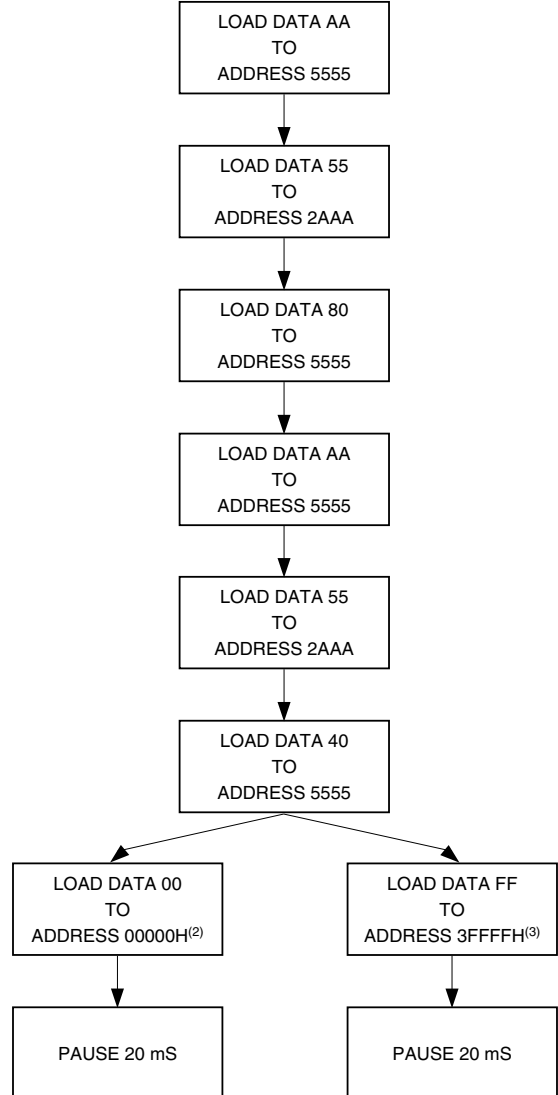 LOAD DATA AA
TO
ADDRESS 5555
LOAD DATA 55
TO
ADDRESS 2AAA
LOAD DATA 80
TO
ADDRESS 5555
LOAD DATA AA
TO
ADDRESS 5555
LOAD DATA 55
TO
ADDRESS 2AAA
LOAD DATA 40
TO
ADDRESS 5555
LOAD DATA 00
TO
ADDRESS 00000H(2)
LOAD DATA FF
TO
ADDRESS 3FFFFH(3)
PAUSE 20 mS
PAUSE 20 mS